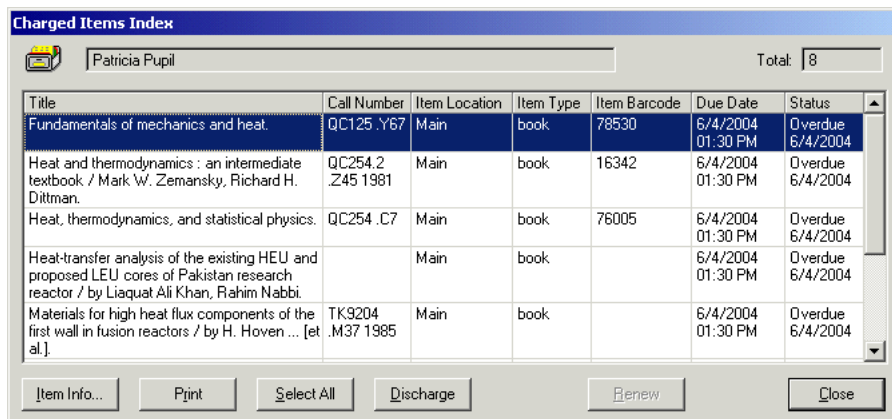 Charged Items Index
Patricia Pupil Total: 8
Title Call Number Item Location Item Type Item Barcode Due Date Status
Fundamentals of mechanics and heat. QC125 .Y67 Main book 78530 6/4/2004 Overdue
01:30 PM 6/4/2004
Heat and thermodynamics : an intermediate QC254.2 Main book 16342 6/4/2004 Overdue
textbook / Mark W. Zemansky, Richard H. .Z45 1981 01:30 PM 6/4/2004
Dittman.
Heat, thermodynamics, and statistical physics. QC254 .C7 Main book 76005 6/4/2004 Overdue
01:30 PM 6/4/2004
Heat-transfer analysis of the existing HEU and Main book 6/4/2004 Overdue
proposed LEU cores of Pakistan research 01:30 PM 6/4/2004
reactor / by Liaquat Ali Khan, Rahim Nabbi.
Materials for high heat flux components of the TK9204 Main book 6/4/2004 Overdue
first wall in fusion reactors / by H. Hoven ... [et .M37 1985 01:30 PM 6/4/2004
al.].
Item Info... Print Select All Discharge Renew Close